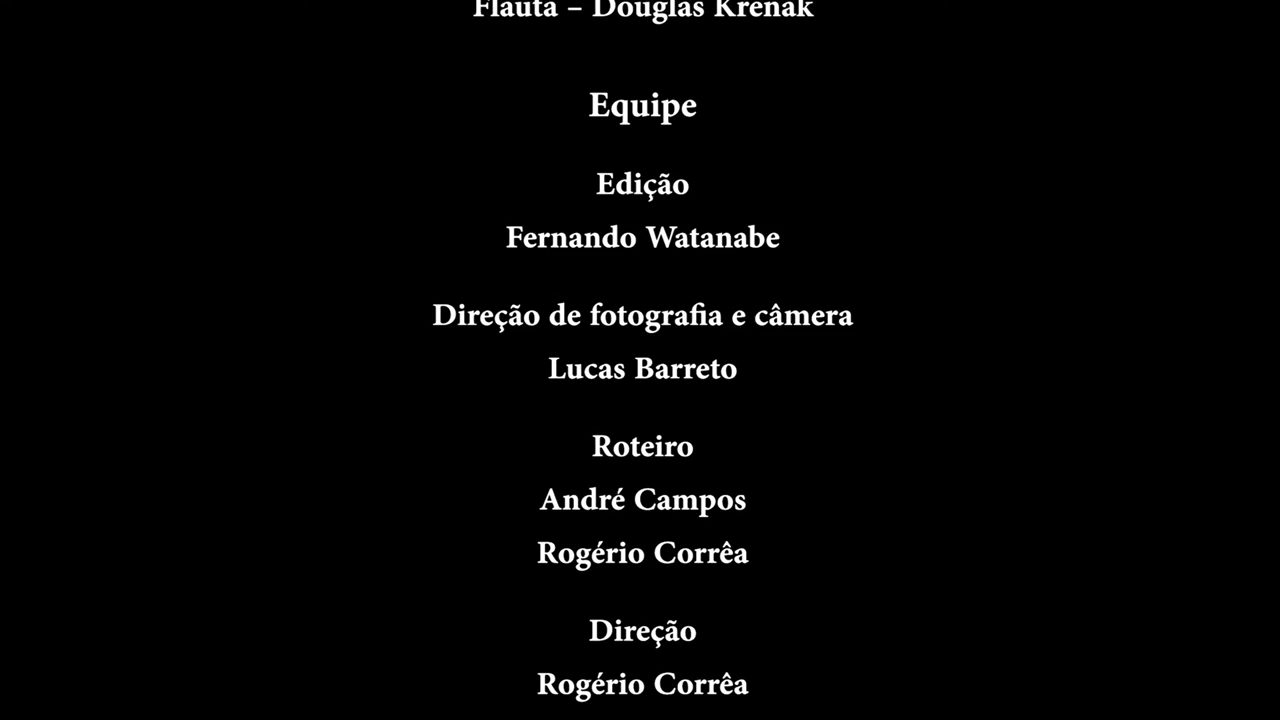 Flauta – Douglas Krenak
Equipe
Edição
Fernando Watanabe
Direção de fotografia e câmera
Lucas Barreto
Roteiro
André Campos
Rogério Corrêa
Direção
Rogério Corrêa